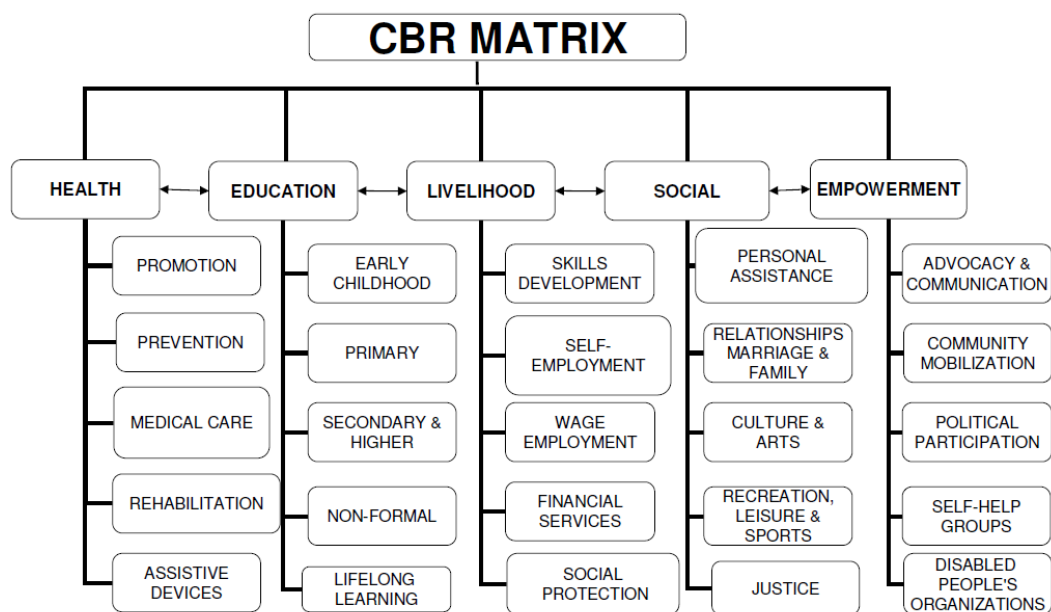 CBR MATRIX
HEALTH
EDUCATION
LIVELIHOOD
SOCIAL
EMPOWERMENT
PROMOTION
PREVENTION
MEDICAL CARE
REHABILITATION
ASSISTIVE
DEVICES
EARLY
CHILDHOOD
PRIMARY
SECONDARY &
HIGHER
NON-FORMAL
LIFELONG
LEARNING
SKILLS
DEVELOPMENT
SELF-
EMPLOYMENT
WAGE
EMPLOYMENT
FINANCIAL
SERVICES
SOCIAL
PROTECTION
PERSONAL
ASSISTANCE
RELATIONSHIPS
MARRIAGE &
FAMILY
CULTURE &
ARTS
RECREATION,
LEISURE &
SPORTS
JUSTICE
ADVOCACY &
COMMUNICATION
COMMUNITY
MOBILIZATION
POLITICAL
PARTICIPATION
SELF-HELP
GROUPS
DISABLED
PEOPLE'S
ORGANIZATIONS